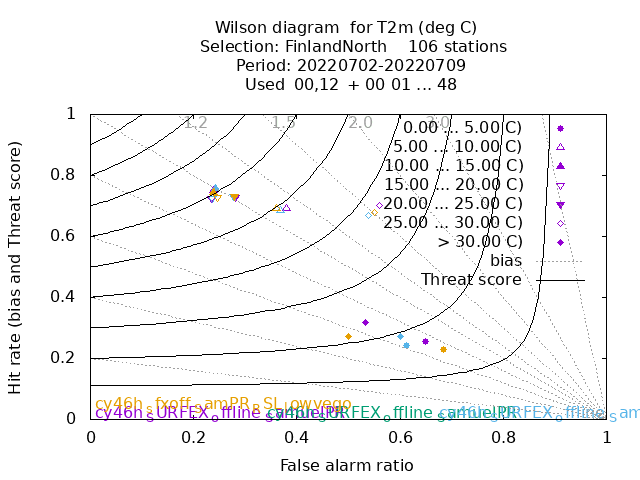 Wilson diagram  for T2m (deg C)
Selection: FinlandNorth    106 stations
Period: 20220702-20220709
Used  00,12  + 00 01 ... 48
1.2
1.5
2.0
3.0
0.00 ... 5.00 C)
5.00 ... 10.00 C)
10.00 ... 15.00 C)
15.00 ... 20.00 C)
20.00 ... 25.00 C)
25.00 ... 30.00 C)
> 30.00 C)
bias
Threat score
Hit rate (bias and Threat score)
1
0.8
0.6
0.4
0.2
0
cy46h_sfxoff_samPR_RSL_lowvego
cy46h_SURFEX_offline_samuelPR
0 0.2 0.4 0.6 0.8 1
False alarm ratio